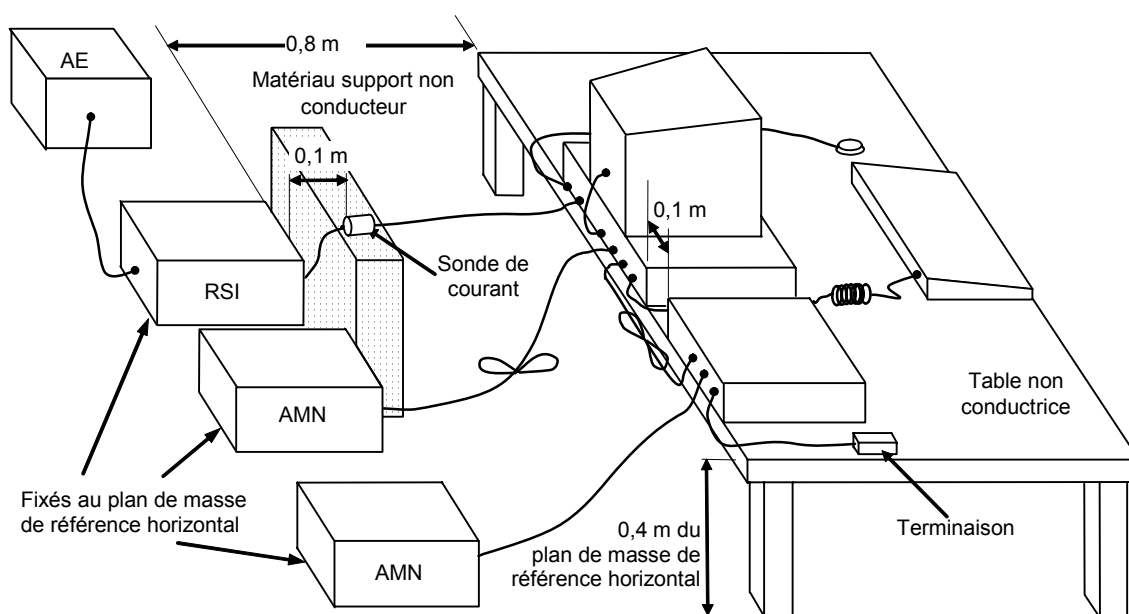 AE
0,8 m
Matériau support non
conducteur
0,1 m
0,1 m
RSI
Sonde de
courant
AMN
Table non
conductrice
Fixés au plan de masse
de référence horizontal
AMN
0,4 m du
plan de masse de
référence horizontal
Terminaison